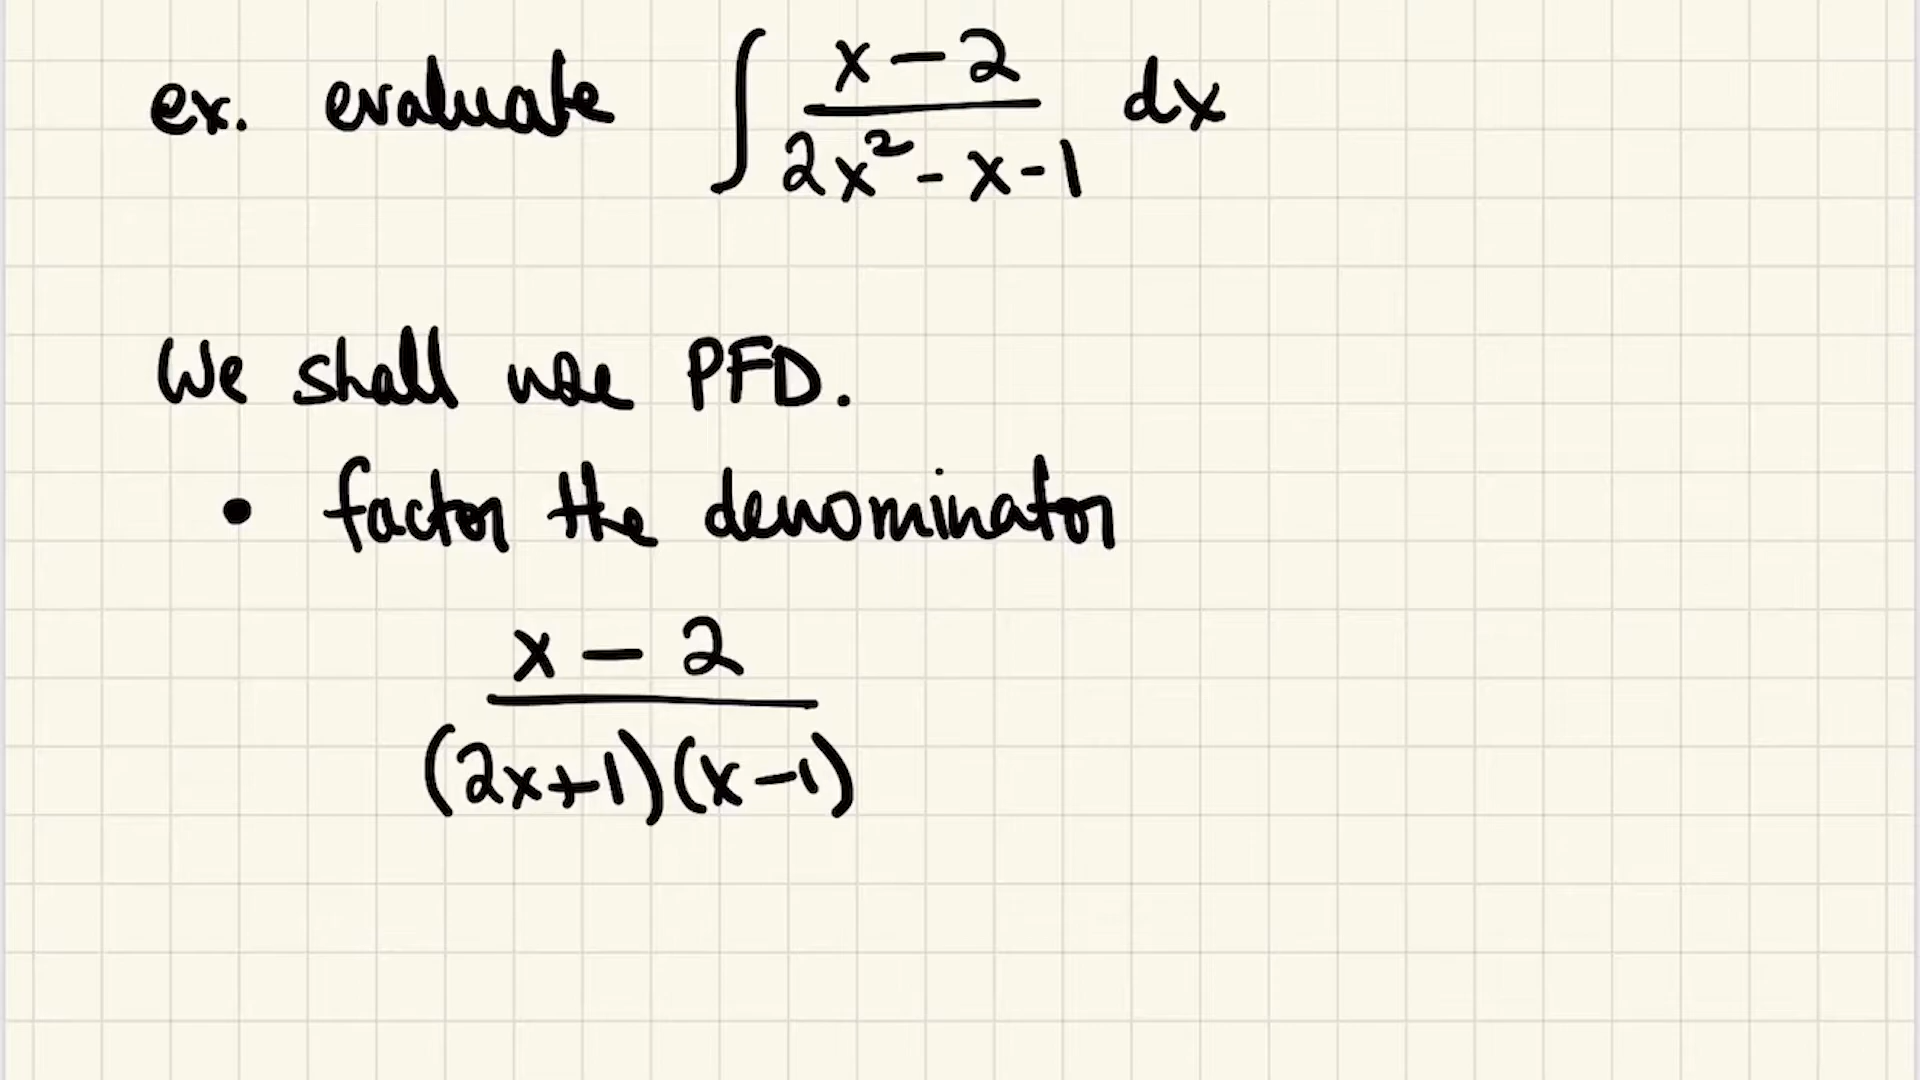 ex. evaluate ∫ (x - 2)/(2x² - x - 1) dx
We shall use PFD.
• factor the denominator
x - 2
(2x+1)(x-1)